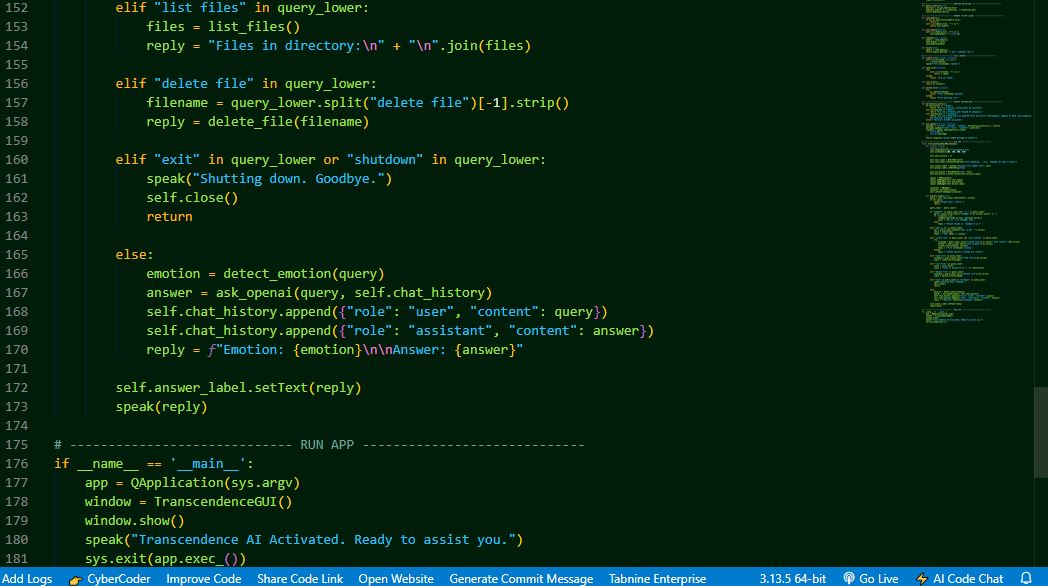 152 elif "list files" in query_lower:
153 files = list_files()
154 reply = "Files in directory:\n" + "\n".join(files)
155
156 elif "delete file" in query_lower:
157 filename = query_lower.split("delete file")[-1].strip()
158 reply = delete_file(filename)
159
160 elif "exit" in query_lower or "shutdown" in query_lower:
161 speak("Shutting down. Goodbye.")
162 self.close()
163 return
164
165 else:
166 emotion = detect_emotion(query)
167 answer = ask_openai(query, self.chat_history)
168 self.chat_history.append({"role": "user", "content": query})
169 self.chat_history.append({"role": "assistant", "content": answer})
170 reply = f"Emotion: {emotion}\n\nAnswer: {answer}"
171
172 self.answer_label.setText(reply)
173 speak(reply)
174
175 # ---------------------------- RUN APP ----------------------------
176 if __name__ == '__main__':
177 app = QApplication(sys.argv)
178 window = TranscendenceGUI()
179 window.show()
180 speak("Transcendence AI Activated. Ready to assist you.")
181 sys.exit(app.exec_())
Add Logs 👉 CyberCoder Improve Code Share Code Link Open Website Generate Commit Message Tabnine Enterprise 3.13.5 64-bit Go Live ⚡ AI Code Chat